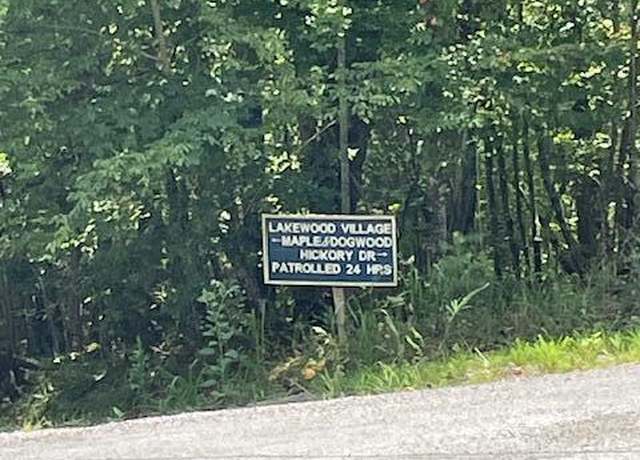 LAKEWOOD VILLAGE
←MAPLE/DOGWOOD
HICKORY DR→
PATROLLED 24 HRS